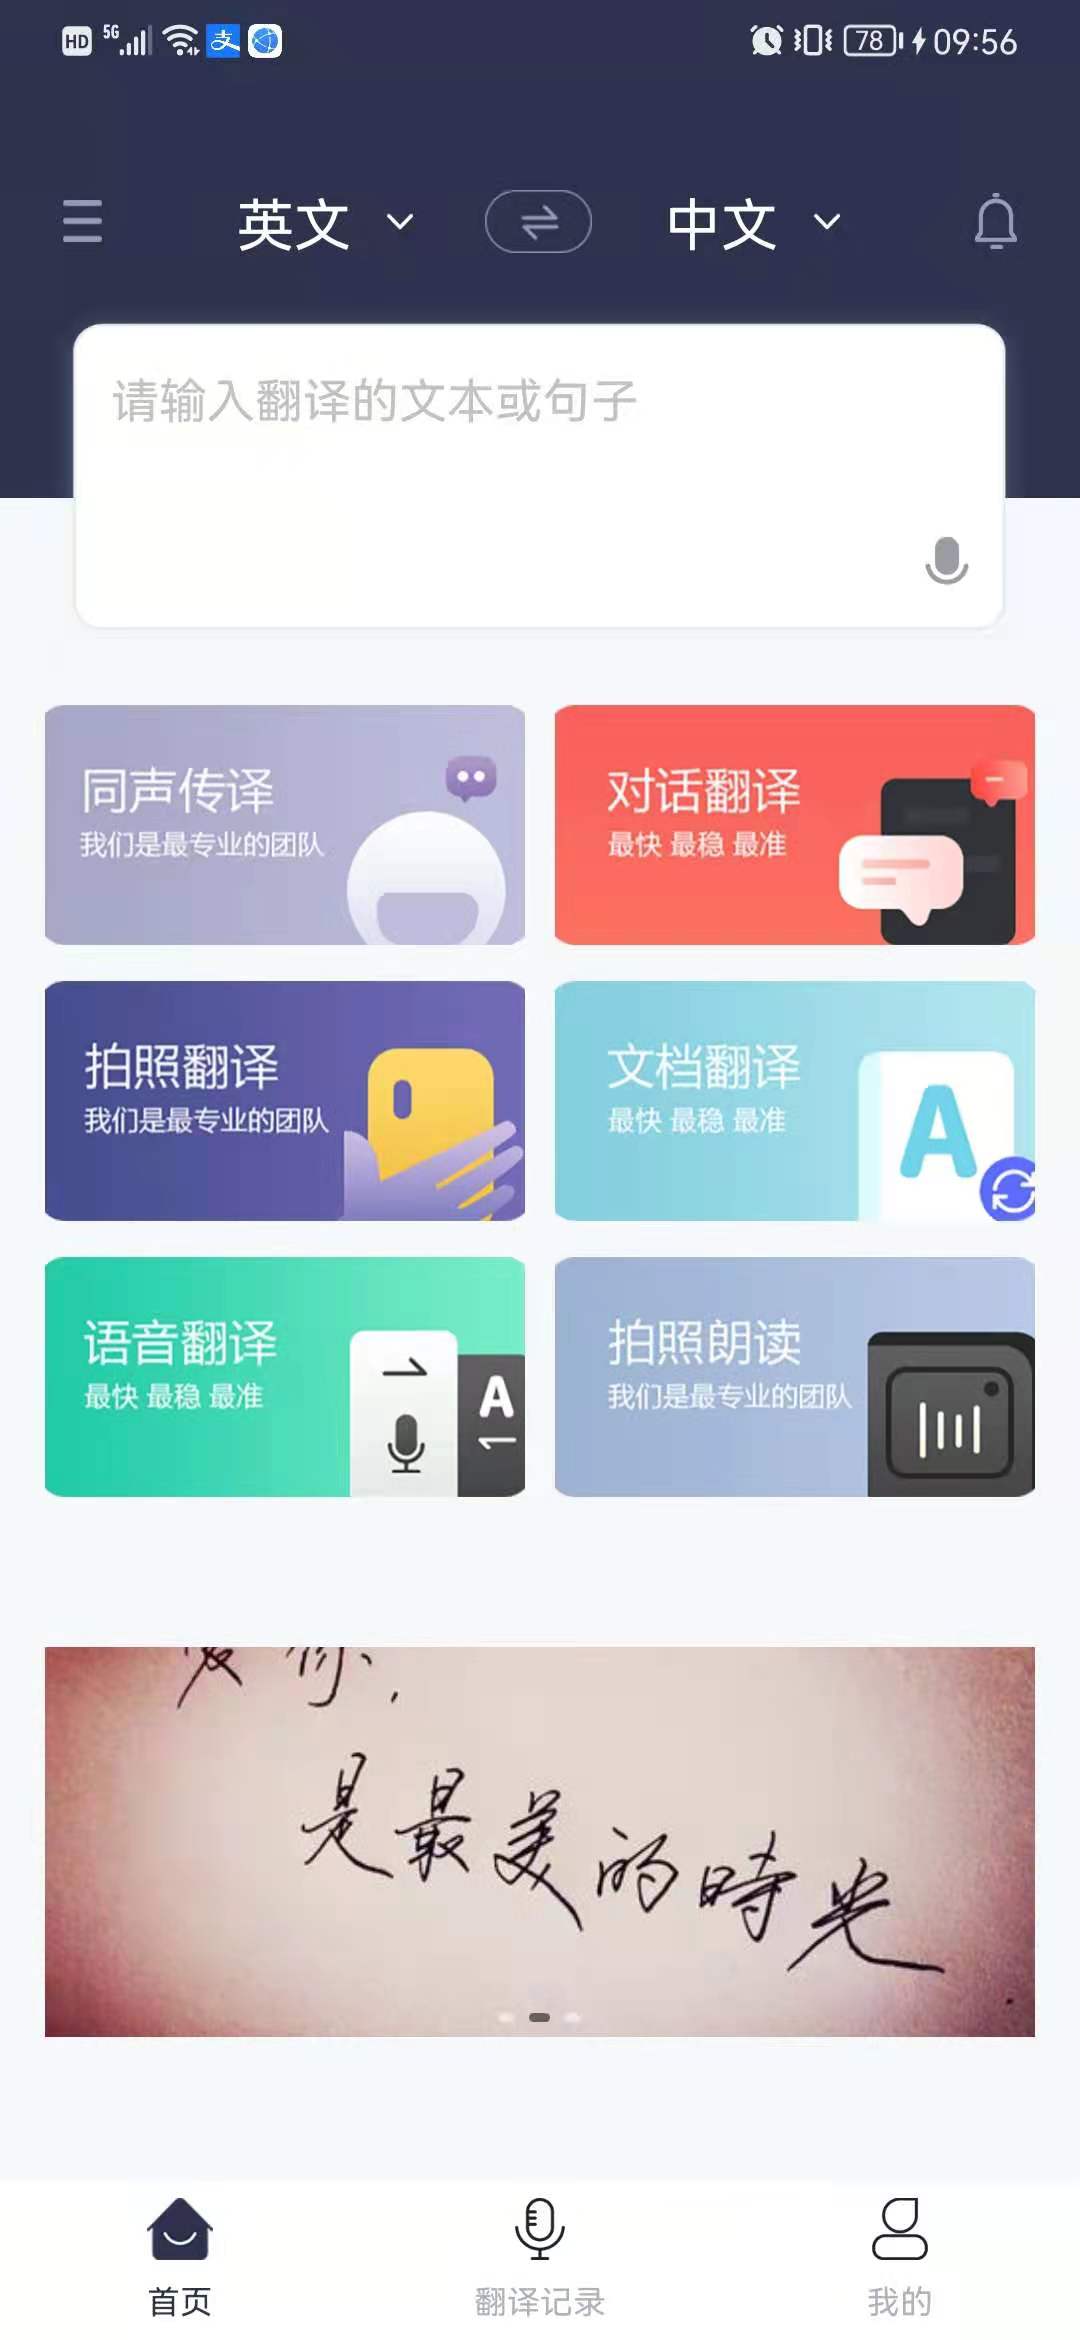 HD 5G 支 78 09:56
英文 中文
请输入翻译的文本或句子
同声传译
我们是最专业的团队
对话翻译
最快 最稳 最准
拍照翻译
我们是最专业的团队
文档翻译
最快 最稳 最准
A
语音翻译
最快 最稳 最准
A
拍照朗读
我们是最专业的团队
你,
是最美的時光
首页 翻译记录 我的